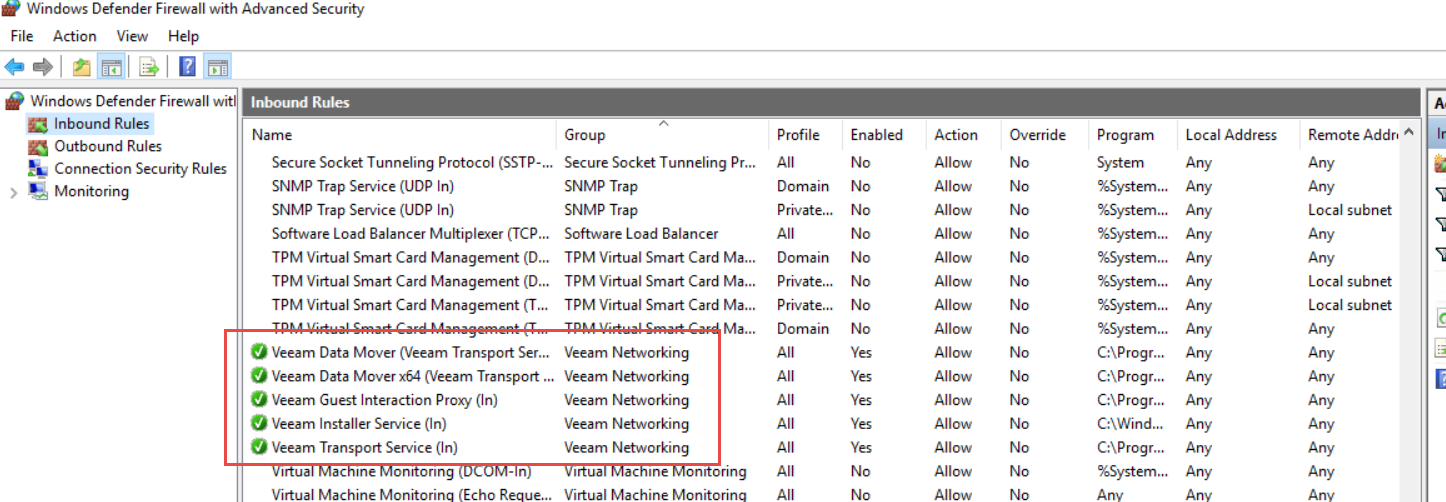 Windows Defender Firewall with Advanced Security
File Action View Help
Windows Defender Firewall with
Inbound Rules
Outbound Rules
Connection Security Rules
Monitoring
Inbound Rules
Name Group Profile Enabled Action Override Program Local Address Remote Addr
Secure Socket Tunneling Protocol (SSTP-... Secure Socket Tunneling Pr... All No Allow No System Any Any
SNMP Trap Service (UDP In) SNMP Trap Domain No Allow No %System... Any Any
SNMP Trap Service (UDP In) SNMP Trap Private... No Allow No %System... Any Local subnet
Software Load Balancer Multiplexer (TCP... Software Load Balancer All No Allow No %System... Any Any
TPM Virtual Smart Card Management (D... TPM Virtual Smart Card Ma... Domain No Allow No %System... Any Any
TPM Virtual Smart Card Management (D... TPM Virtual Smart Card Ma... Private... No Allow No %System... Any Local subnet
TPM Virtual Smart Card Management (T... TPM Virtual Smart Card Ma... Private... No Allow No %System... Any Local subnet
TPM Virtual Smart Card Management (T... TPM Virtual Smart Card Ma... Domain No Allow No %System... Any Any
Veeam Data Mover (Veeam Transport Ser... Veeam Networking All Yes Allow No C:\Progr... Any Any
Veeam Data Mover x64 (Veeam Transport ... Veeam Networking All Yes Allow No C:\Progr... Any Any
Veeam Guest Interaction Proxy (In) Veeam Networking All Yes Allow No C:\Progr... Any Any
Veeam Installer Service (In) Veeam Networking All Yes Allow No C:\Wind... Any Any
Veeam Transport Service (In) Veeam Networking All Yes Allow No C:\Progr... Any Any
Virtual Machine Monitoring (DCOM-In) Virtual Machine Monitoring All No Allow No %System... Any Any
Virtual Machine Monitoring (Echo Reque... Virtual Machine Monitoring All No Allow No Any Any Any